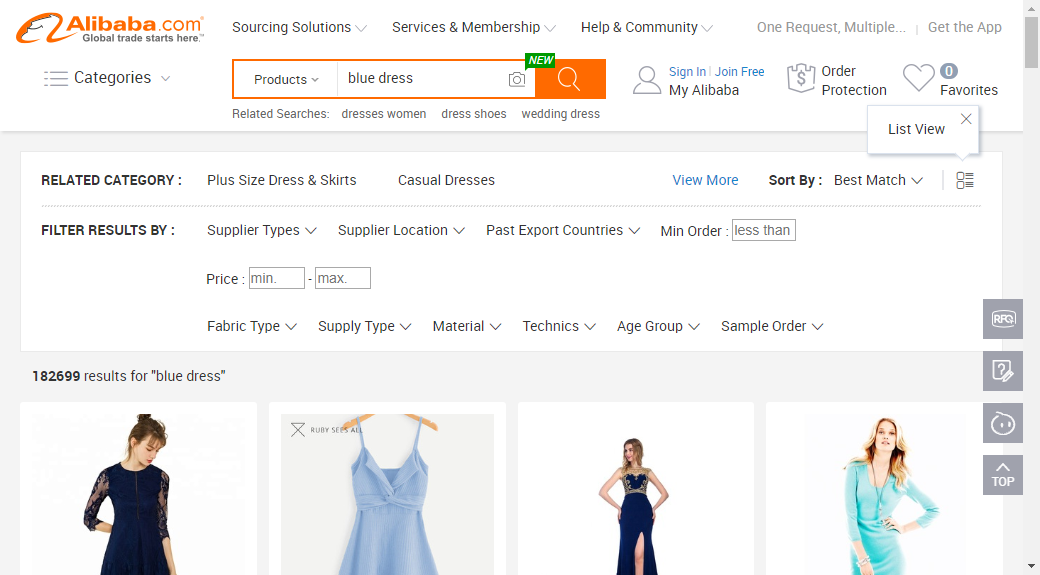 Alibaba.com
Global trade starts here.™
Sourcing Solutions
Services & Membership
Help & Community
One Request, Multiple...
Get the App
Categories
Products
blue dress
NEW
Sign In
Join Free
My Alibaba
Order
Protection
0
Favorites
Related Searches: dresses women dress shoes wedding dress
List View
RELATED CATEGORY : Plus Size Dress & Skirts Casual Dresses View More Sort By : Best Match
FILTER RESULTS BY : Supplier Types Supplier Location Past Export Countries Min Order : less than
Price : min. - max.
Fabric Type Supply Type Material Technics Age Group Sample Order
RFQ
182699 results for "blue dress"
RUBY SEES ALL
TOP